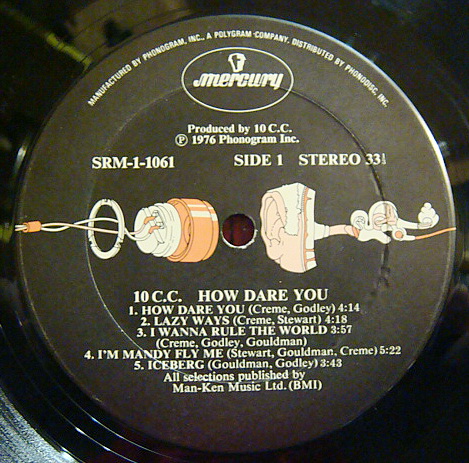 MANUFACTURED BY PHONOGRAM, INC., A POLYGRAM COMPANY, DISTRIBUTED BY PHONODISC, INC.
mercury
Produced by 10 C.C.
Ⓟ 1976 Phonogram Inc.
SRM-1-1061 SIDE 1 STEREO 33⅓
10 C.C. HOW DARE YOU
1. HOW DARE YOU (Creme, Godley) 4:14
2. LAZY WAYS (Creme, Stewart) 4:18
3. I WANNA RULE THE WORLD 3:57
(Creme, Godley, Gouldman)
4. I'M MANDY FLY ME (Stewart, Gouldman, Creme) 5:22
5. ICEBERG (Gouldman, Godley) 3:43
All selections published by
Man-Ken Music Ltd. (BMI)